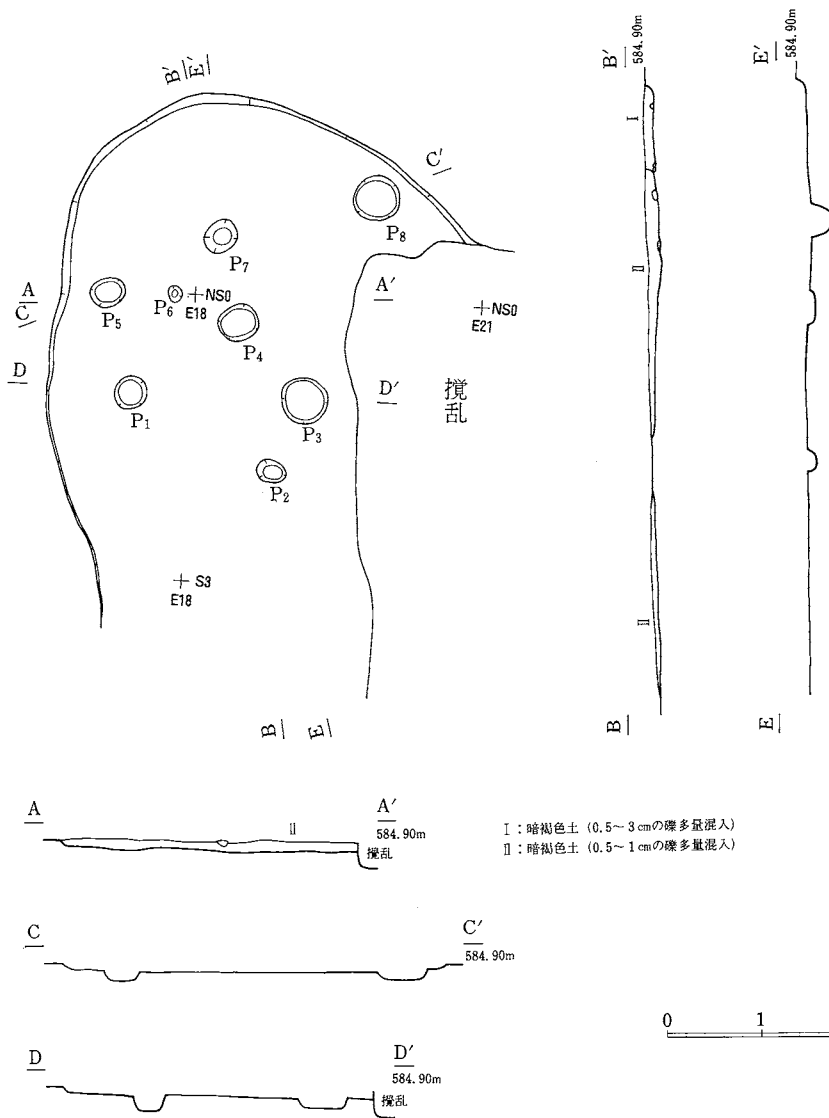 B′ E′
C′
P8
P7
A
C
P5
P6
NS0
E18
P4
A′
NS0
E21
D
P1
P3
D′
攪乱
P2
S3
E18
B E
B′
584.90m
I
II
II
B
E′
584.90m
E
A
II
A′
584.90m
攪乱
I:暗褐色土 (0.5~3cmの礫多量混入)
II:暗褐色土 (0.5~1cmの礫多量混入)
C
C′
584.90m
D
D′
584.90m
攪乱
0 1